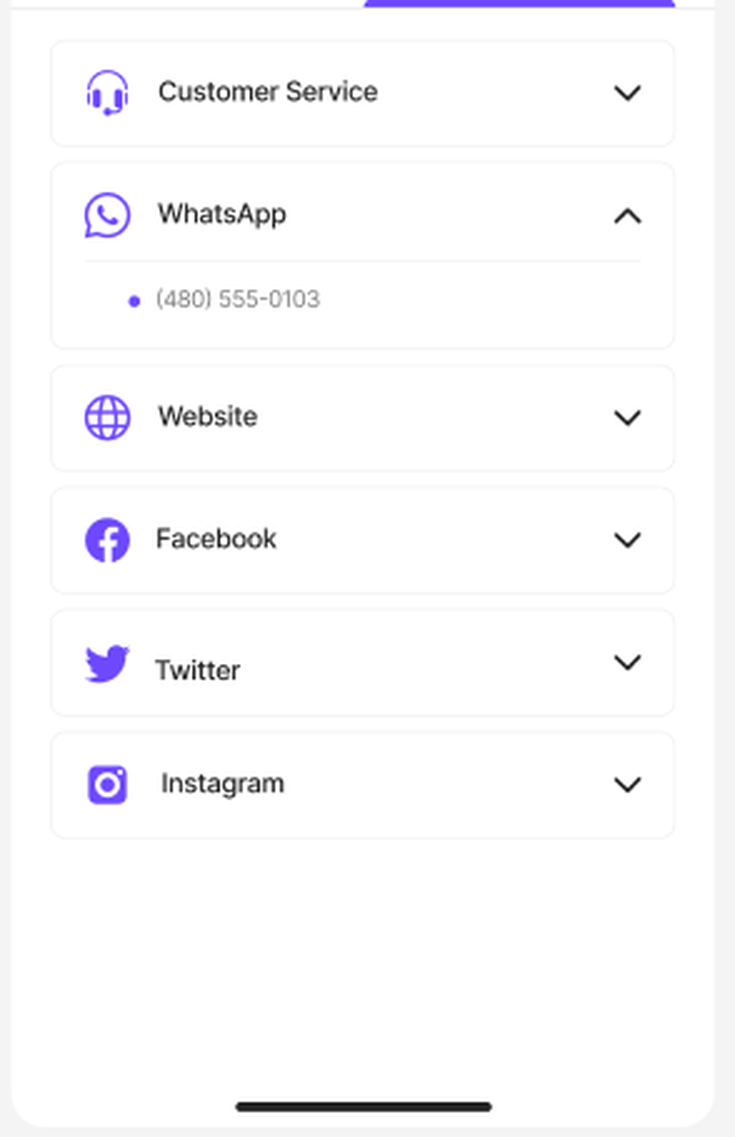 Customer Service
WhatsApp
(480) 555-0103
Website
Facebook
Twitter
Instagram